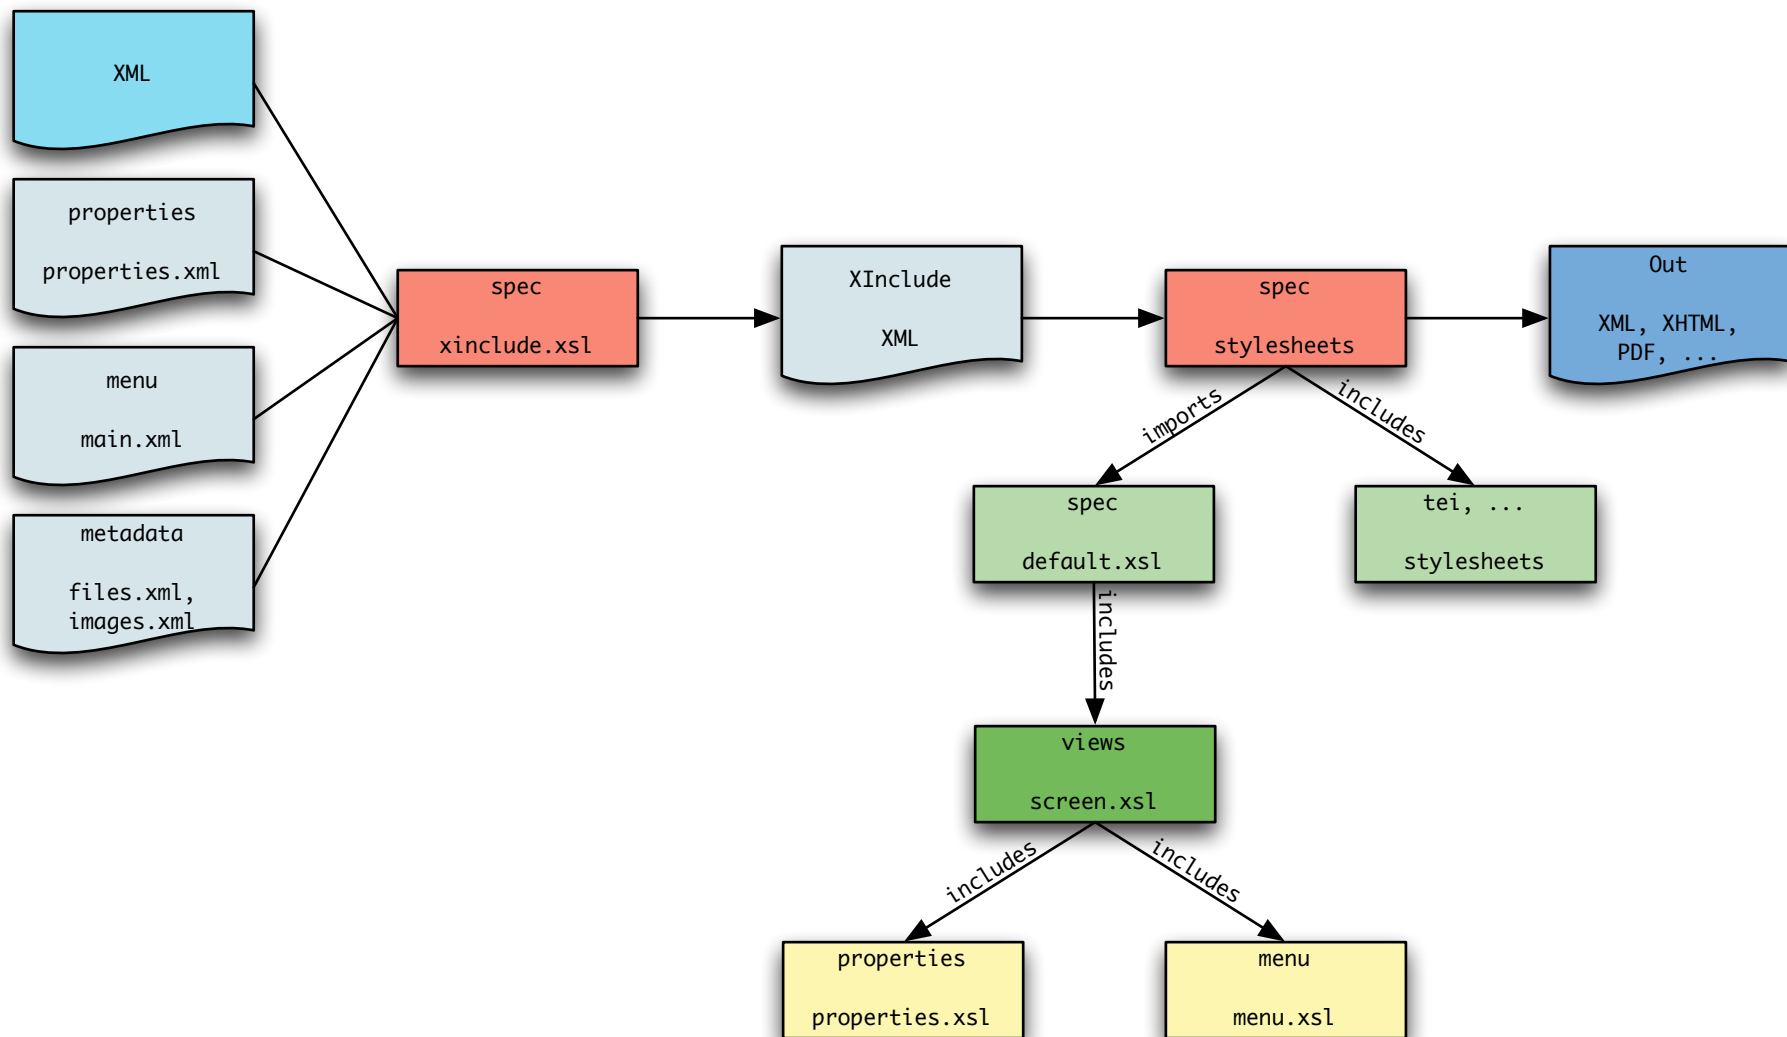 XML
properties
properties.xml
menu
main.xml
metadata
files.xml,
images.xml
spec
xinclude.xsl
XInclude
XML
spec
stylesheets
Out
XML, XHTML,
PDF, ...
imports
includes
spec
default.xsl
tei, ...
stylesheets
includes
views
screen.xsl
includes
includes
properties
properties.xsl
menu
menu.xsl